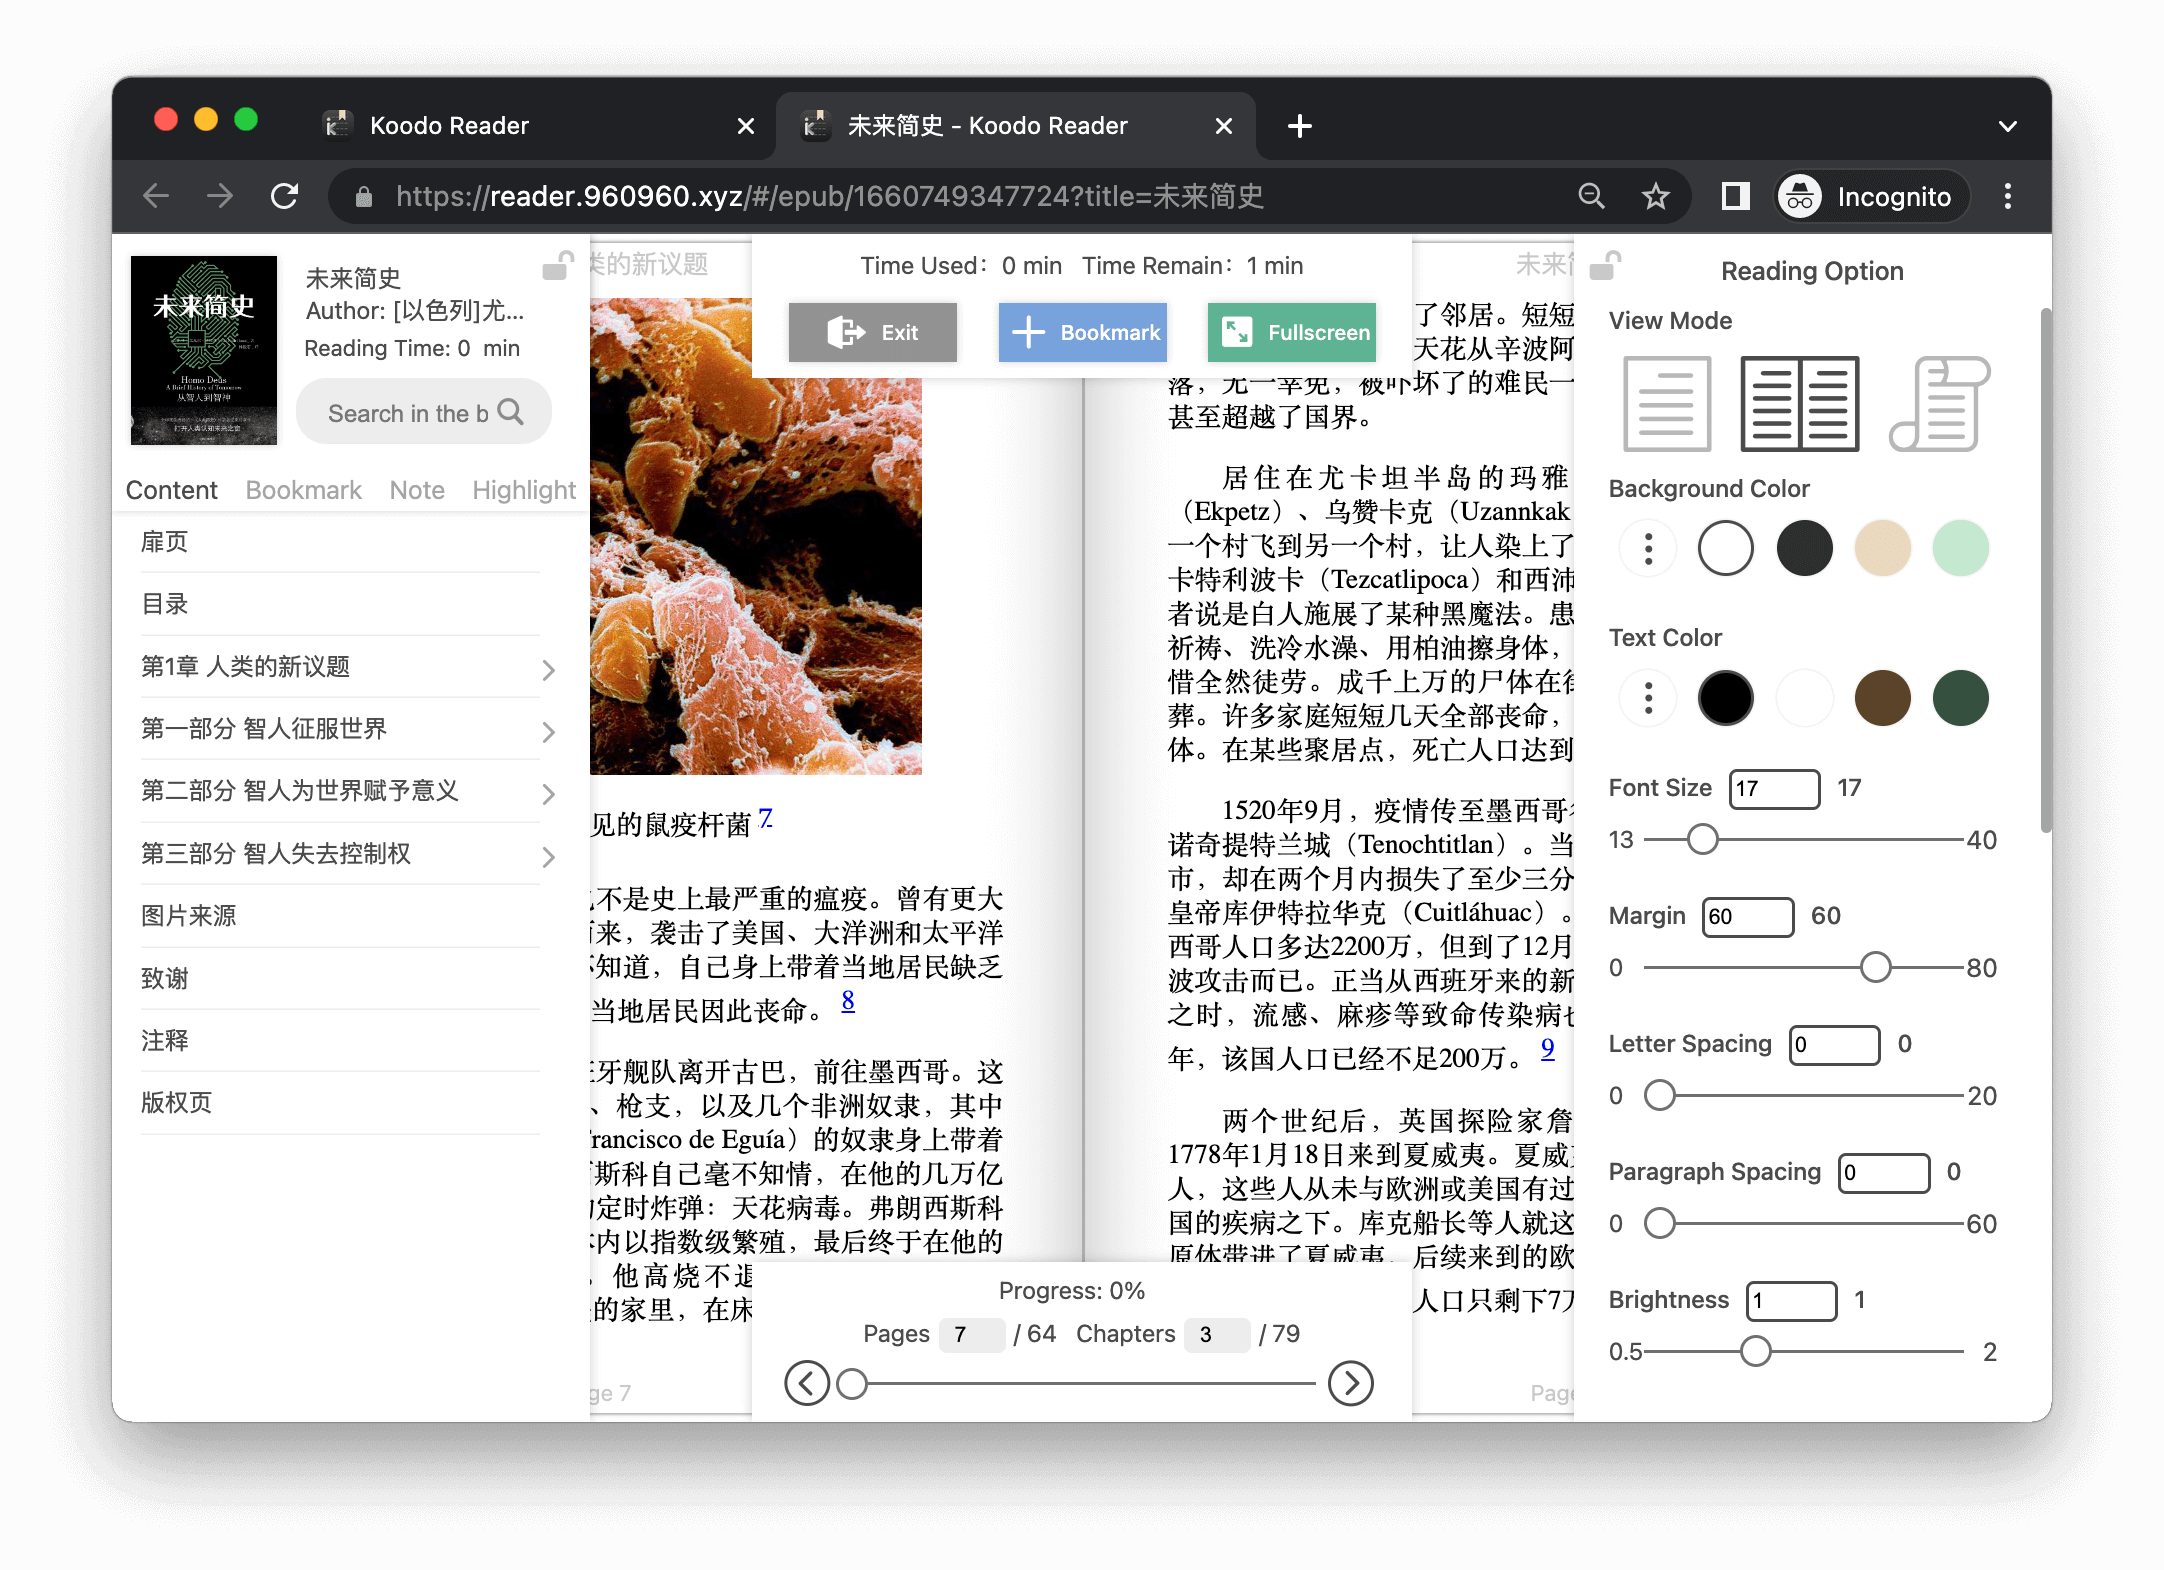 Koodo Reader
未来简史 - Koodo Reader
https://reader.960960.xyz/#/epub/1660749347724?title=未来简史
Incognito
未来简史
Homo Deus
A Brief History of Tomorrow
从智人到智神
未来简史
Author: [以色列]尤...
Reading Time: 0 min
Search in the b
Content Bookmark Note Highlight
扉页
目录
第1章 人类的新议题
第一部分 智人征服世界
第二部分 智人为世界赋予意义
第三部分 智人失去控制权
图片来源
致谢
注释
版权页
类的新议题
Time Used：0 min Time Remain：1 min
Exit
Bookmark
Fullscreen
见的鼠疫杆菌 7
不是史上最严重的瘟疫。曾有更大
来，袭击了美国、大洋洲和太平洋
知道，自己身上带着当地居民缺乏
当地居民因此丧命。 8
牙舰队离开古巴，前往墨西哥。这
、枪支，以及几个非洲奴隶，其中
rancisco de Eguía）的奴隶身上带着
斯科自己毫不知情，在他的几万亿
定时炸弹：天花病毒。弗朗西斯科
内以指数级繁殖，最后终于在他的
，他高烧不退
的家里，在床
ge 7
未来简
了邻居。短短
天花从辛波阿
落，无一幸免，被吓坏了的难民一
甚至超越了国界。
居住在尤卡坦半岛的玛雅
（Ekpetz）、乌赞卡克（Uzannkak
一个村飞到另一个村，让人染上了
卡特利波卡（Tezcatlipoca）和西沛
者说是白人施展了某种黑魔法。患
祈祷、洗冷水澡、用柏油擦身体，
惜全然徒劳。成千上万的尸体在街
葬。许多家庭短短几天全部丧命，
体。在某些聚居点，死亡人口达到
1520年9月，疫情传至墨西哥谷
诺奇提特兰城（Tenochtitlan）。当
市，却在两个月内损失了至少三分
皇帝库伊特拉华克（Cuitláhuac）。
西哥人口多达2200万，但到了12月
波攻击而已。正当从西班牙来的新
之时，流感、麻疹等致命传染病也
年，该国人口已经不足200万。 9
两个世纪后，英国探险家詹
1778年1月18日来到夏威夷。夏威夷
人，这些人从未与欧洲或美国有过
国的疾病之下。库克船长等人就这
原体带进了夏威夷。后续来到的欧
人口只剩下7万
Page
Progress: 0%
Pages 7 / 64 Chapters 3 / 79
Reading Option
View Mode
Background Color
Text Color
Font Size 17 17
13 40
Margin 60 60
0 80
Letter Spacing 0 0
0 20
Paragraph Spacing 0 0
0 60
Brightness 1 1
0.5 2